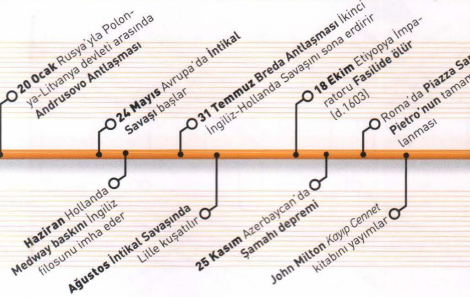 20 Ocak Rusya'yla Polon-
ya-Litvanya devleti arasında
Andrusovo Antlaşması
24 Mayıs Avrupa'da İntikal
Savaşı başlar
31 Temmuz Breda Antlaşması İkinci
İngiliz-Hollanda Savaşını sona erdirir
18 Ekim Etiyopya İmpa-
ratoru Fasilide ölür
(d.1603)
Roma'da Piazza San
Pietro'nun tamam
lanması
Haziran Hollanda
Medway baskını İngiliz
filosunu imha eder
Ağustos İntikal Savaşında
Lille kuşatılır
25 Kasım Azerbaycan'da
Şamahı depremi
John Milton Kayıp Cennet
kitabını yayımlar